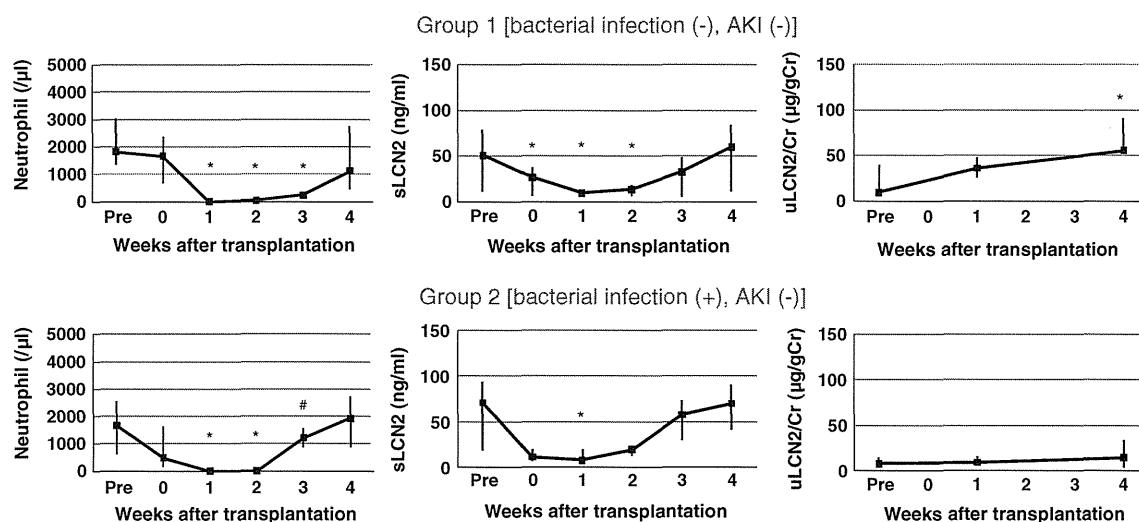 Group 1 [bacterial infection (-), AKI (-)]
Neutrophil (/µl)
5000
4000
3000
2000
1000
0
* * *
Pre 0 1 2 3 4
Weeks after transplantation
sLCN2 (ng/ml)
150
100
50
0
* * *
Pre 0 1 2 3 4
Weeks after transplantation
uLCN2/Cr (µg/gCr)
150
100
50
0
*
Pre 0 1 2 3 4
Weeks after transplantation
Group 2 [bacterial infection (+), AKI (-)]
Neutrophil (/µl)
5000
4000
3000
2000
1000
0
* * #
Pre 0 1 2 3 4
Weeks after transplantation
sLCN2 (ng/ml)
150
100
50
0
*
Pre 0 1 2 3 4
Weeks after transplantation
uLCN2/Cr (µg/gCr)
150
100
50
0
Pre 0 1 2 3 4
Weeks after transplantation